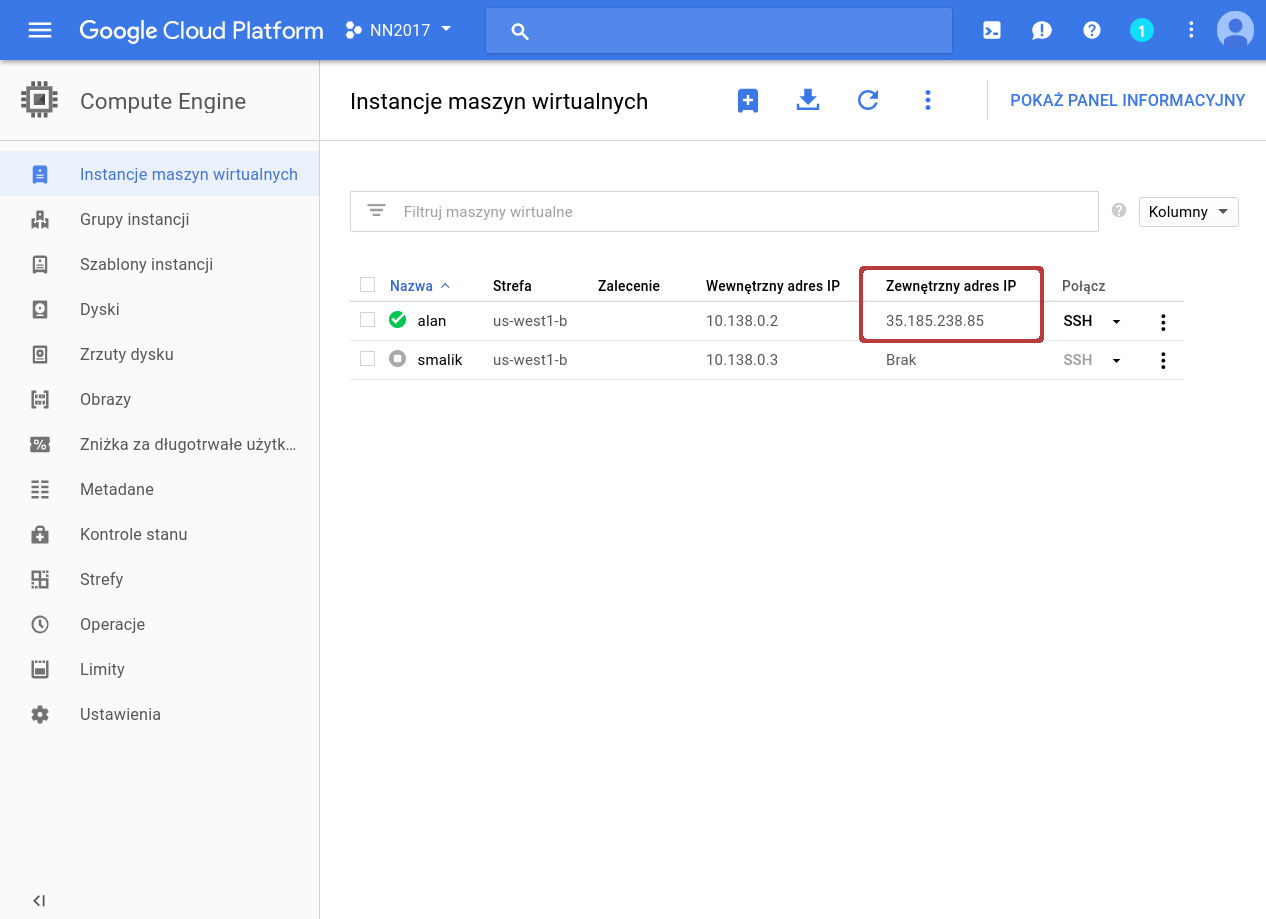 Google Cloud Platform NN2017 1
Compute Engine
Instancje maszyn wirtualnych POKAŻ PANEL INFORMACYJNY
Instancje maszyn wirtualnych
Grupy instancji
Szablony instancji
Dyski
Zrzuty dysku
Obrazy
Zniżka za długotrwałe użytk...
Metadane
Kontrole stanu
Strefy
Operacje
Limity
Ustawienia
Filtruj maszyny wirtualne Kolumny
Nazwa Strefa Zalecenie Wewnętrzny adres IP Zewnętrzny adres IP Połącz
alan us-west1-b 10.138.0.2 35.185.238.85 SSH
smalik us-west1-b 10.138.0.3 Brak SSH